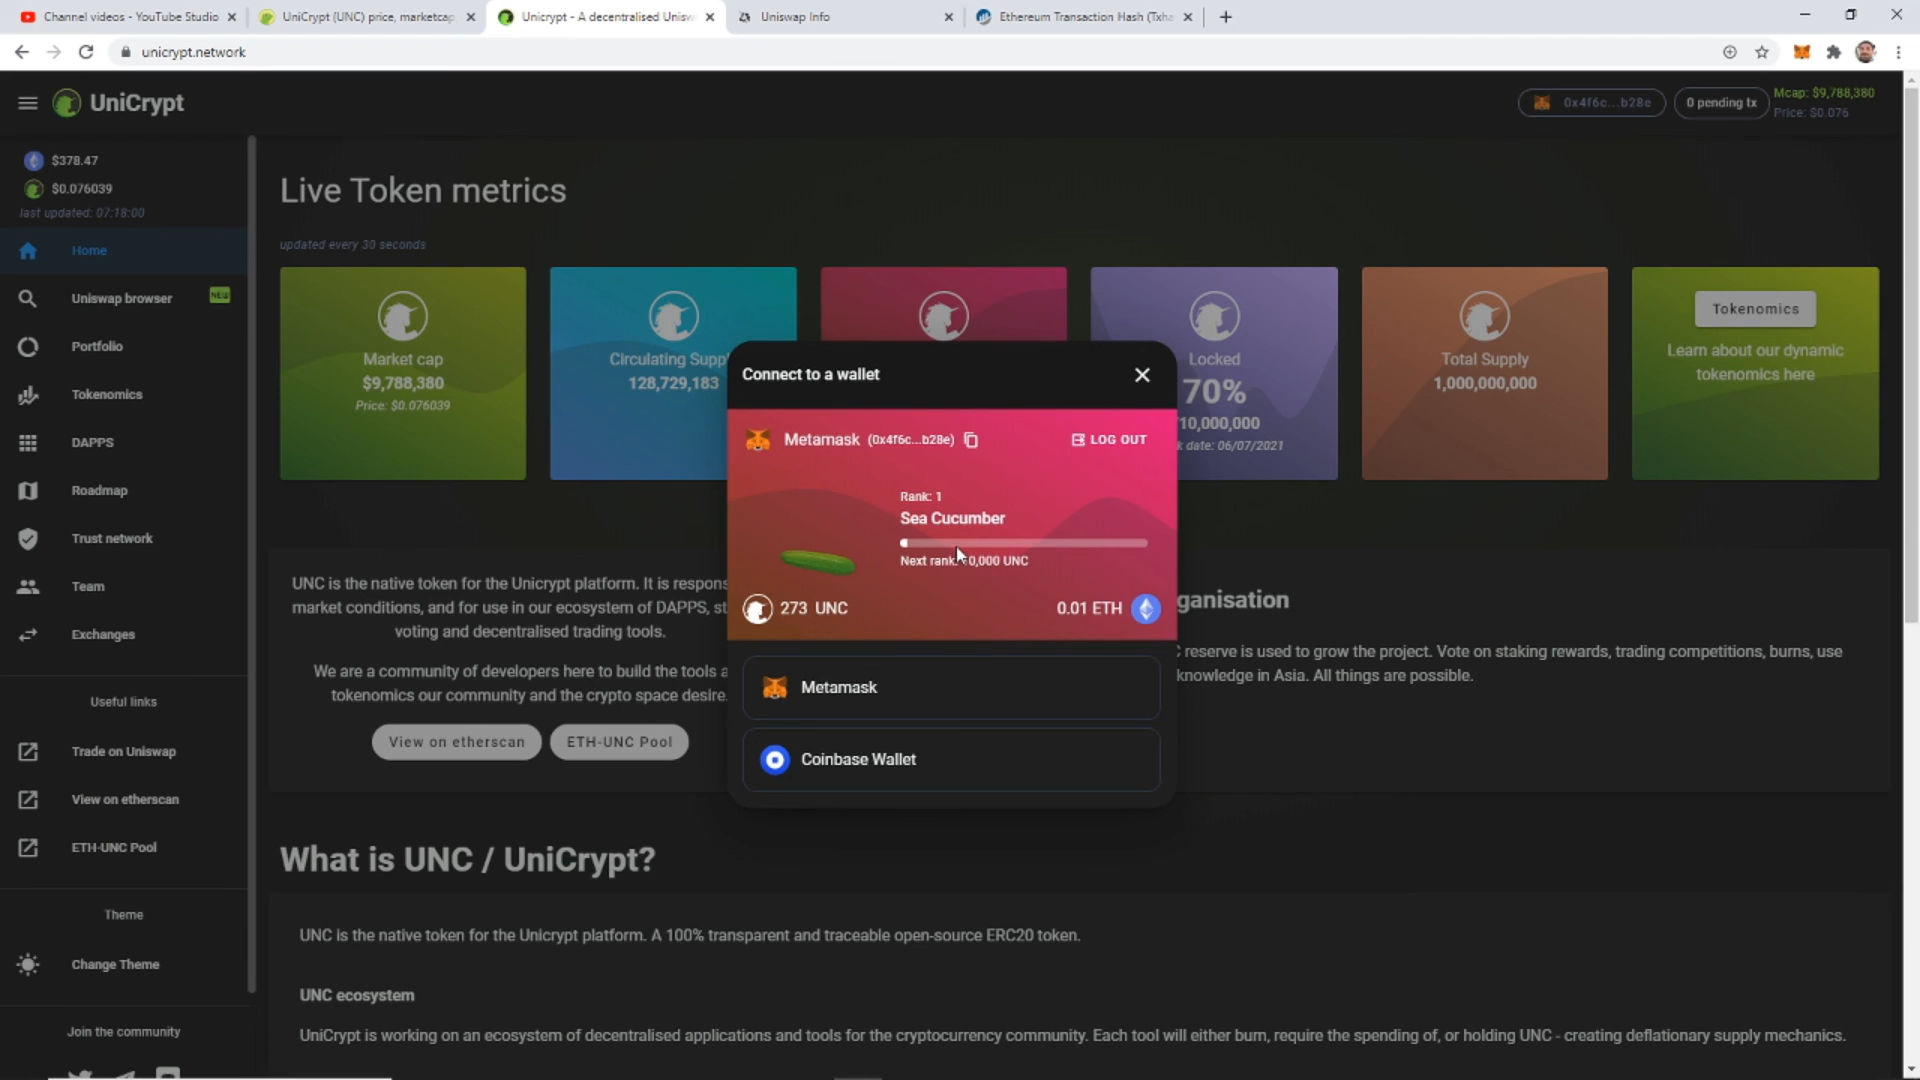 Channel videos - YouTube Studio
UniCrypt (UNC) price, marketcap
Unicrypt - A decentralised Unisw
Uniswap Info
Ethereum Transaction Hash (Txha
unicrypt.network
UniCrypt
0x4f6c...b28e
0 pending tx
Mcap: $9,788,380
Price: $0.076
$378.47
$0.076039
last updated: 07:18:00
Home
Uniswap browser
NEW
Portfolio
Tokenomics
DAPPS
Roadmap
Trust network
Team
Exchanges
Useful links
Trade on Uniswap
View on etherscan
ETH-UNC Pool
Theme
Change Theme
Join the community
Live Token metrics
updated every 30 seconds
Market cap
$9,788,380
Price: $0.076039
Circulating Supp
128,729,183
Locked
70%
10,000,000
k date: 06/07/2021
Total Supply
1,000,000,000
Tokenomics
Learn about our dynamic
tokenomics here
Connect to a wallet
Metamask (0x4f6c...b28e)
LOG OUT
Rank: 1
Sea Cucumber
Next rank: 0,000 UNC
273 UNC
0.01 ETH
Metamask
Coinbase Wallet
UNC is the native token for the Unicrypt platform. It is respons
market conditions, and for use in our ecosystem of DAPPS, st
voting and decentralised trading tools.
We are a community of developers here to build the tools a
tokenomics our community and the crypto space desire.
View on etherscan
ETH-UNC Pool
ganisation
reserve is used to grow the project. Vote on staking rewards, trading competitions, burns, use
knowledge in Asia. All things are possible.
What is UNC / UniCrypt?
UNC is the native token for the Unicrypt platform. A 100% transparent and traceable open-source ERC20 token.
UNC ecosystem
UniCrypt is working on an ecosystem of decentralised applications and tools for the cryptocurrency community. Each tool will either burn, require the spending of, or holding UNC - creating deflationary supply mechanics.